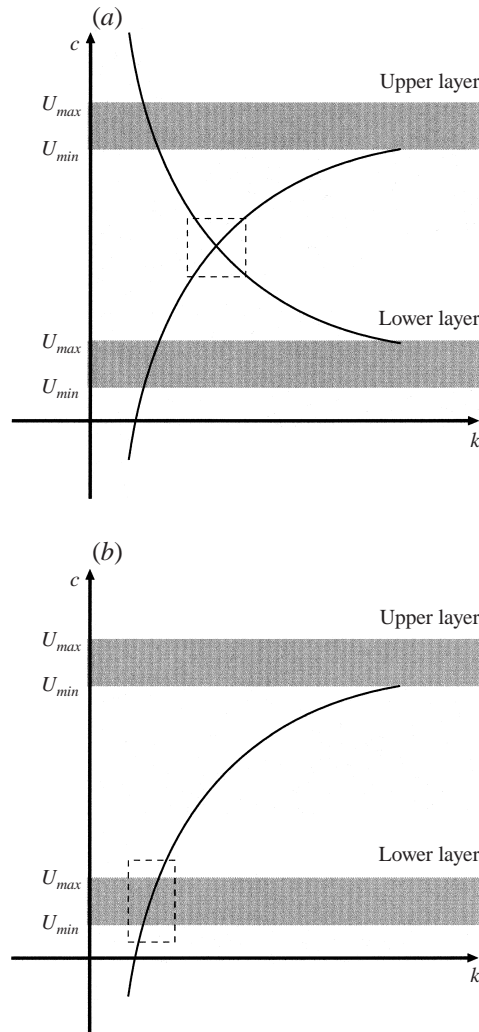 (a)
c
Upper layer
U_max
U_min
Lower layer
U_max
U_min
k
(b)
c
Upper layer
U_max
U_min
Lower layer
U_max
U_min
k